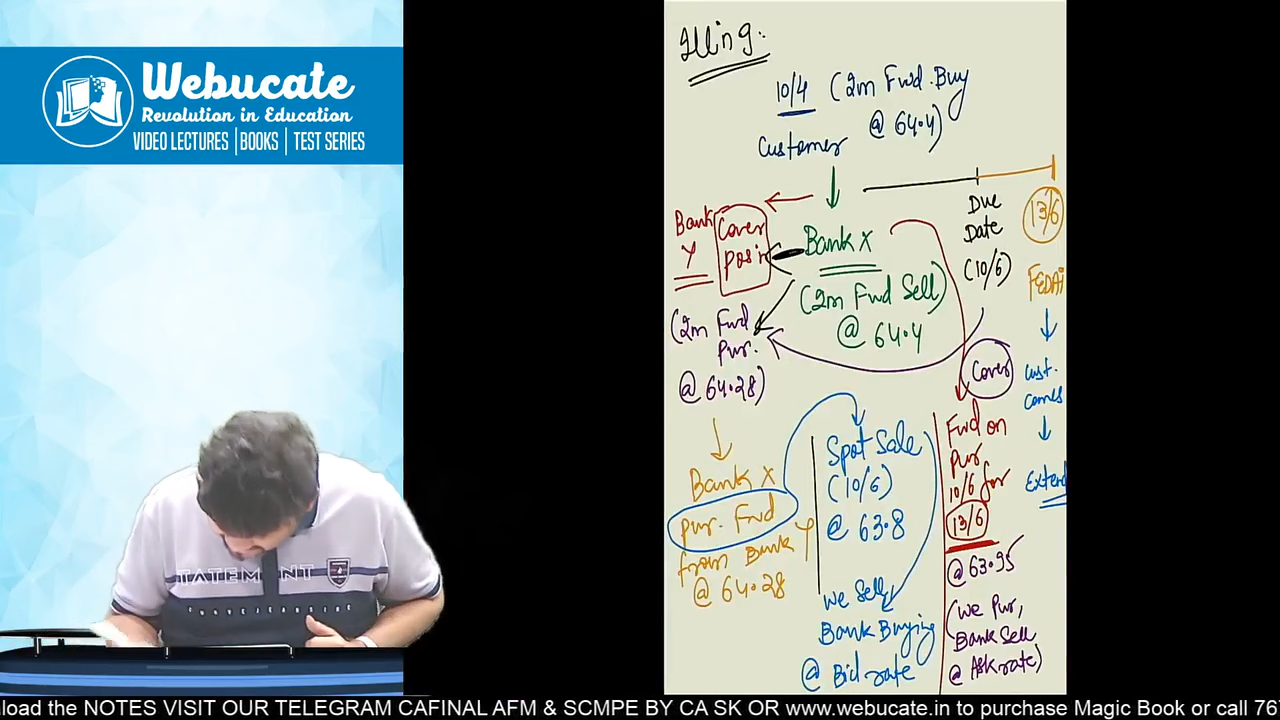 Webucate
Revolution in Education
VIDEO LECTURES | BOOKS | TEST SERIES
10/4 (2m Fwd. Buy
@ 64.4)
Customer
Bank
Y
Cover
posi
Bank X
(2m Fwd Sell)
@ 64.4
Due
Date
(10/6)
13/6
FEDAI
Cust.
Comes
Extend
(2m Fwd
Pur.
@ 64.28)
Cover
Bank X
pur. Fwd
from Bank Y
@ 64.28
Spot Sale
(10/6)
@ 63.8
we sell,
Bank Buying
@ Bid rate
Fwd on
pur
10/6 for
13/6
@ 63.95
(we Pur,
Bank Sell
@ Ask rate)
TATEMENT
load the NOTES VISIT OUR TELEGRAM CAFINAL AFM & SCMPE BY CA SK OR www.webucate.in to purchase Magic Book or call 76